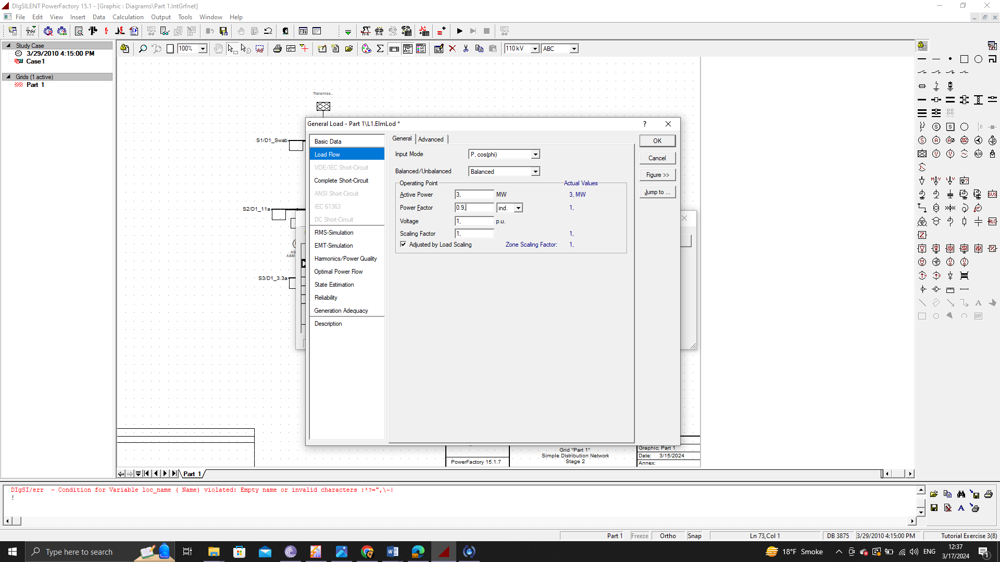 DIgSILENT PowerFactory 15.1 - [Graphic : Diagrams\Part 1.IntGrfnet]
File Edit View Insert Data Calculation Output Tools Window Help
100%
110 kV
ABC
Study Case
3/29/2010 4:15:00 PM
Case1
Grids (1 active)
Part 1
Transmiss..
S1/D1_Swab
S2/D1_11a
AS
ASM
S3/D1_3.3a
General Load - Part 1\L1.ElmLod *
?
Basic Data
Load Flow
VDE/IEC Short-Circuit
Complete Short-Circuit
ANSI Short-Circuit
IEC 61363
DC Short-Circuit
RMS-Simulation
EMT-Simulation
Harmonics/Power Quality
Optimal Power Flow
State Estimation
Reliability
Generation Adequacy
Description
General Advanced
Input Mode P, cos(phi)
Balanced/Unbalanced Balanced
Operating Point Actual Values
Active Power 3, MW 3, MW
Power Factor 0.9, ind. 1,
Voltage 1, p.u.
Scaling Factor 1, 1,
Adjusted by Load Scaling Zone Scaling Factor: 1,
OK
Cancel
Figure >>
Jump to ...
PowerFactory 15.1.7
Grid "Part 1"
Simple Distribution Network
Stage 2
Graphic: Part 1
Date: 3/15/2024
Annex:
Part 1
DIgSI/err - Condition for Variable loc_name ( Name) violated: Empty name or invalid characters :*?=",\~|
!
Part 1 Freeze Ortho Snap Ln 73,Col 1 DB 3875 3/29/2010 4:15:00 PM Tutorial Exercise 3(8)
Type here to search
18°F Smoke
ENG
12:37
3/17/2024
1